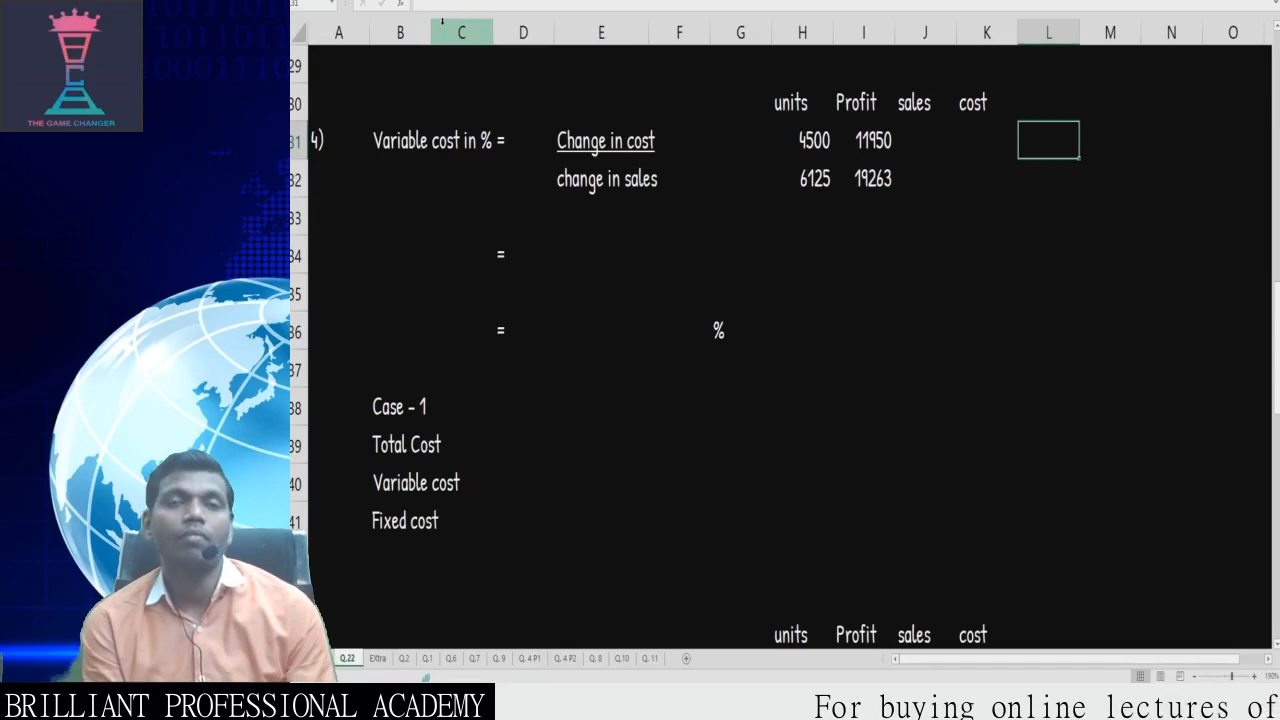 THE GAME CHANGER
A B C D E F G H I J K L M N O
29
30 units Profit sales cost
31 4) Variable cost in % = Change in cost 4500 11950
32 change in sales 6125 19263
33
34 =
35
36 = %
37
38 Case - 1
39 Total Cost
40 Variable cost
41 Fixed cost
units Profit sales cost
Q.22 Extra Q.2 Q.1 Q.6 Q.7 Q. 9 Q. 4 P1 Q. 4 P2 Q. 8 Q.10 Q. 11
190%
BRILLIANT PROFESSIONAL ACADEMY For buying online lectures of